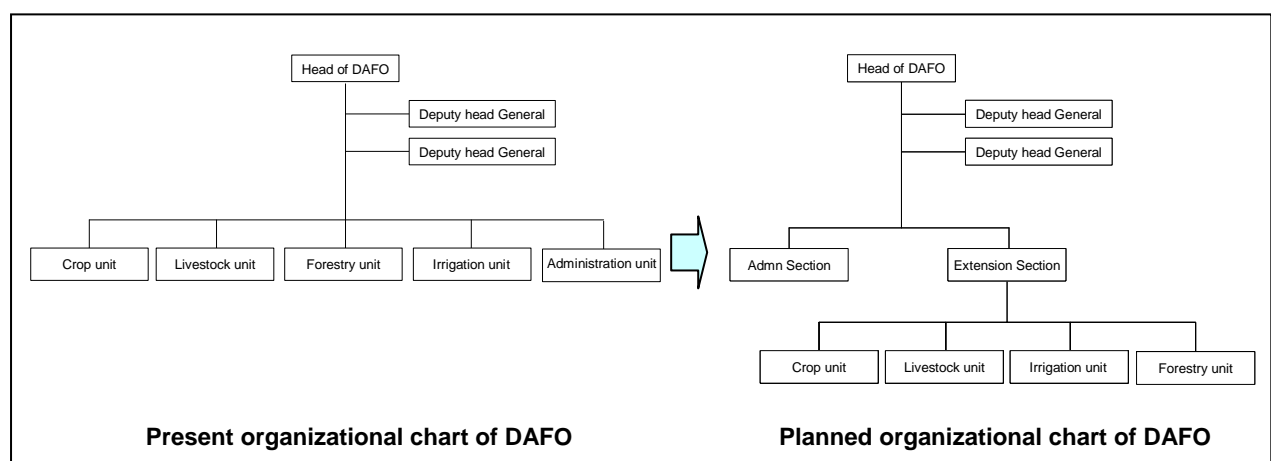 Head of DAFO
Deputy head General
Deputy head General
Crop unit
Livestock unit
Forestry unit
Irrigation unit
Administration unit
Present organizational chart of DAFO
Head of DAFO
Deputy head General
Deputy head General
Admn Section
Extension Section
Crop unit
Livestock unit
Irrigation unit
Forestry unit
Planned organizational chart of DAFO